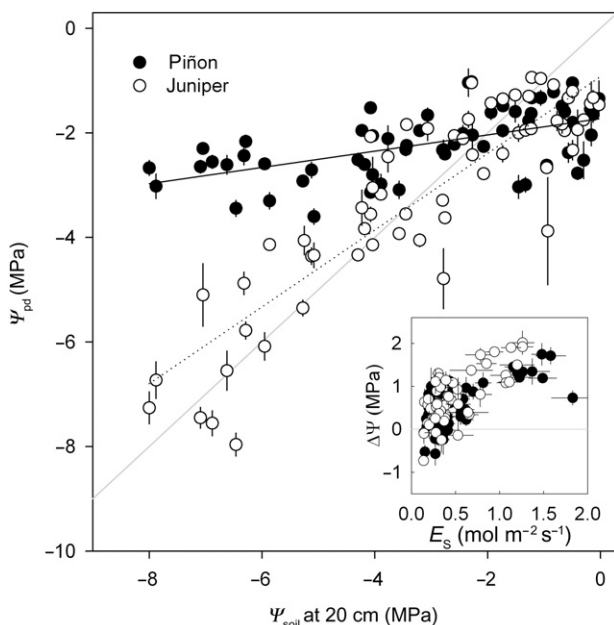 0
−2
−4
−6
−8
−10
Ψpd (MPa)
Piñon
Juniper
2
1
0
−1
ΔΨ (MPa)
0.0 0.5 1.0 1.5 2.0
ES (mol m−2 s−1)
−8 −6 −4 −2 0
Ψsoil at 20 cm (MPa)